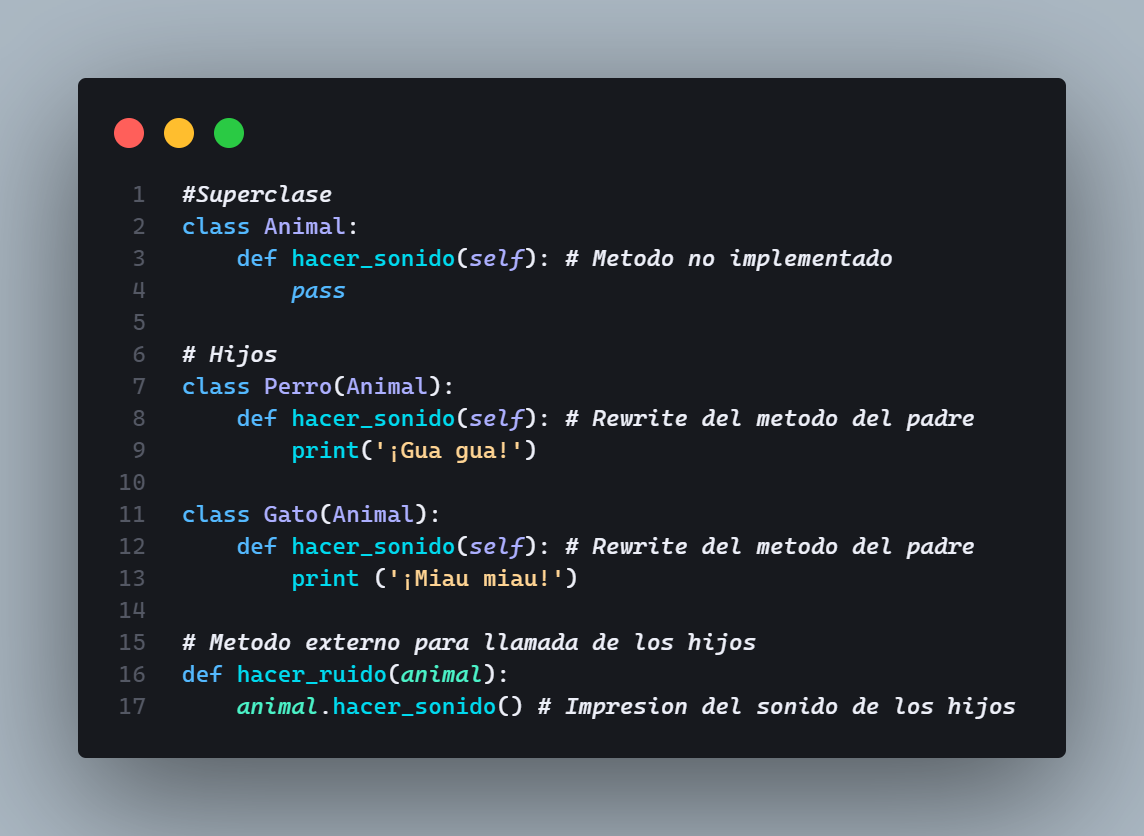 1 #Superclase
2 class Animal:
3     def hacer_sonido(self): # Metodo no implementado
4         pass
5
6 # Hijos
7 class Perro(Animal):
8     def hacer_sonido(self): # Rewrite del metodo del padre
9         print('¡Gua gua!')
10
11 class Gato(Animal):
12     def hacer_sonido(self): # Rewrite del metodo del padre
13         print ('¡Miau miau!')
14
15 # Metodo externo para llamada de los hijos
16 def hacer_ruido(animal):
17     animal.hacer_sonido() # Impresion del sonido de los hijos